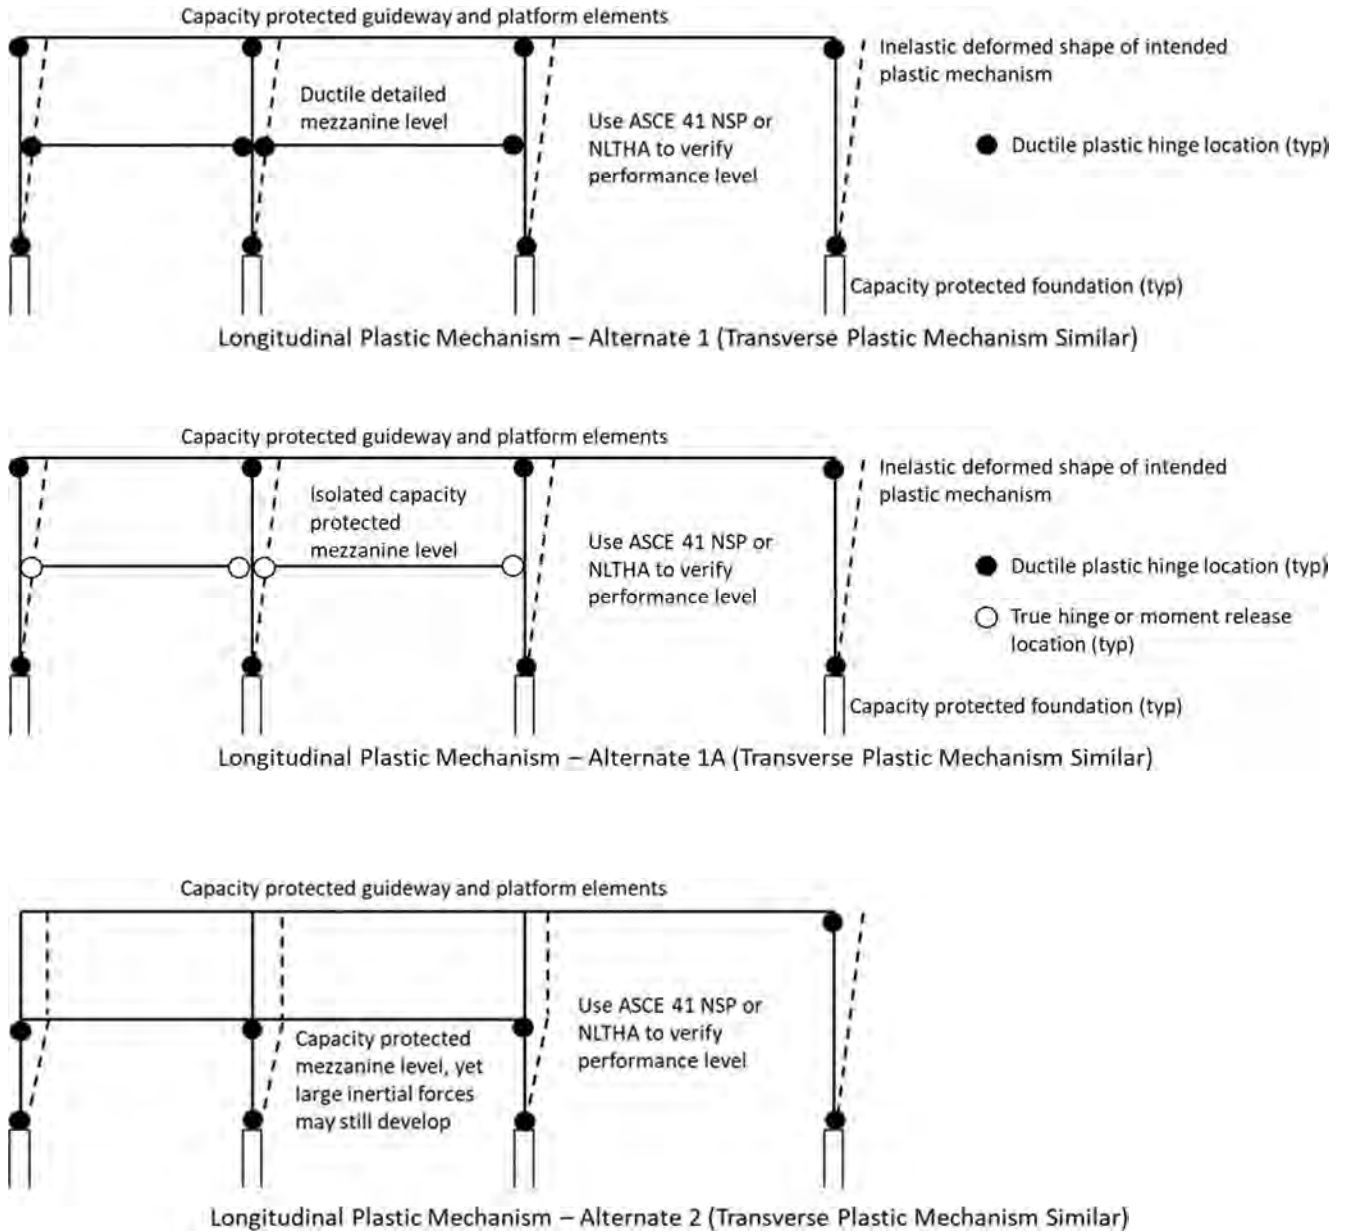 Capacity protected guideway and platform elements
Inelastic deformed shape of intended
plastic mechanism
Ductile detailed
mezzanine level
Use ASCE 41 NSP or
NLTHA to verify
performance level
Ductile plastic hinge location (typ)
Capacity protected foundation (typ)
Longitudinal Plastic Mechanism – Alternate 1 (Transverse Plastic Mechanism Similar)
Capacity protected guideway and platform elements
Inelastic deformed shape of intended
plastic mechanism
Isolated capacity
protected
mezzanine level
Use ASCE 41 NSP or
NLTHA to verify
performance level
Ductile plastic hinge location (typ)
True hinge or moment release
location (typ)
Capacity protected foundation (typ)
Longitudinal Plastic Mechanism – Alternate 1A (Transverse Plastic Mechanism Similar)
Capacity protected guideway and platform elements
Use ASCE 41 NSP or
NLTHA to verify
performance level
Capacity protected
mezzanine level, yet
large inertial forces
may still develop
Longitudinal Plastic Mechanism – Alternate 2 (Transverse Plastic Mechanism Similar)